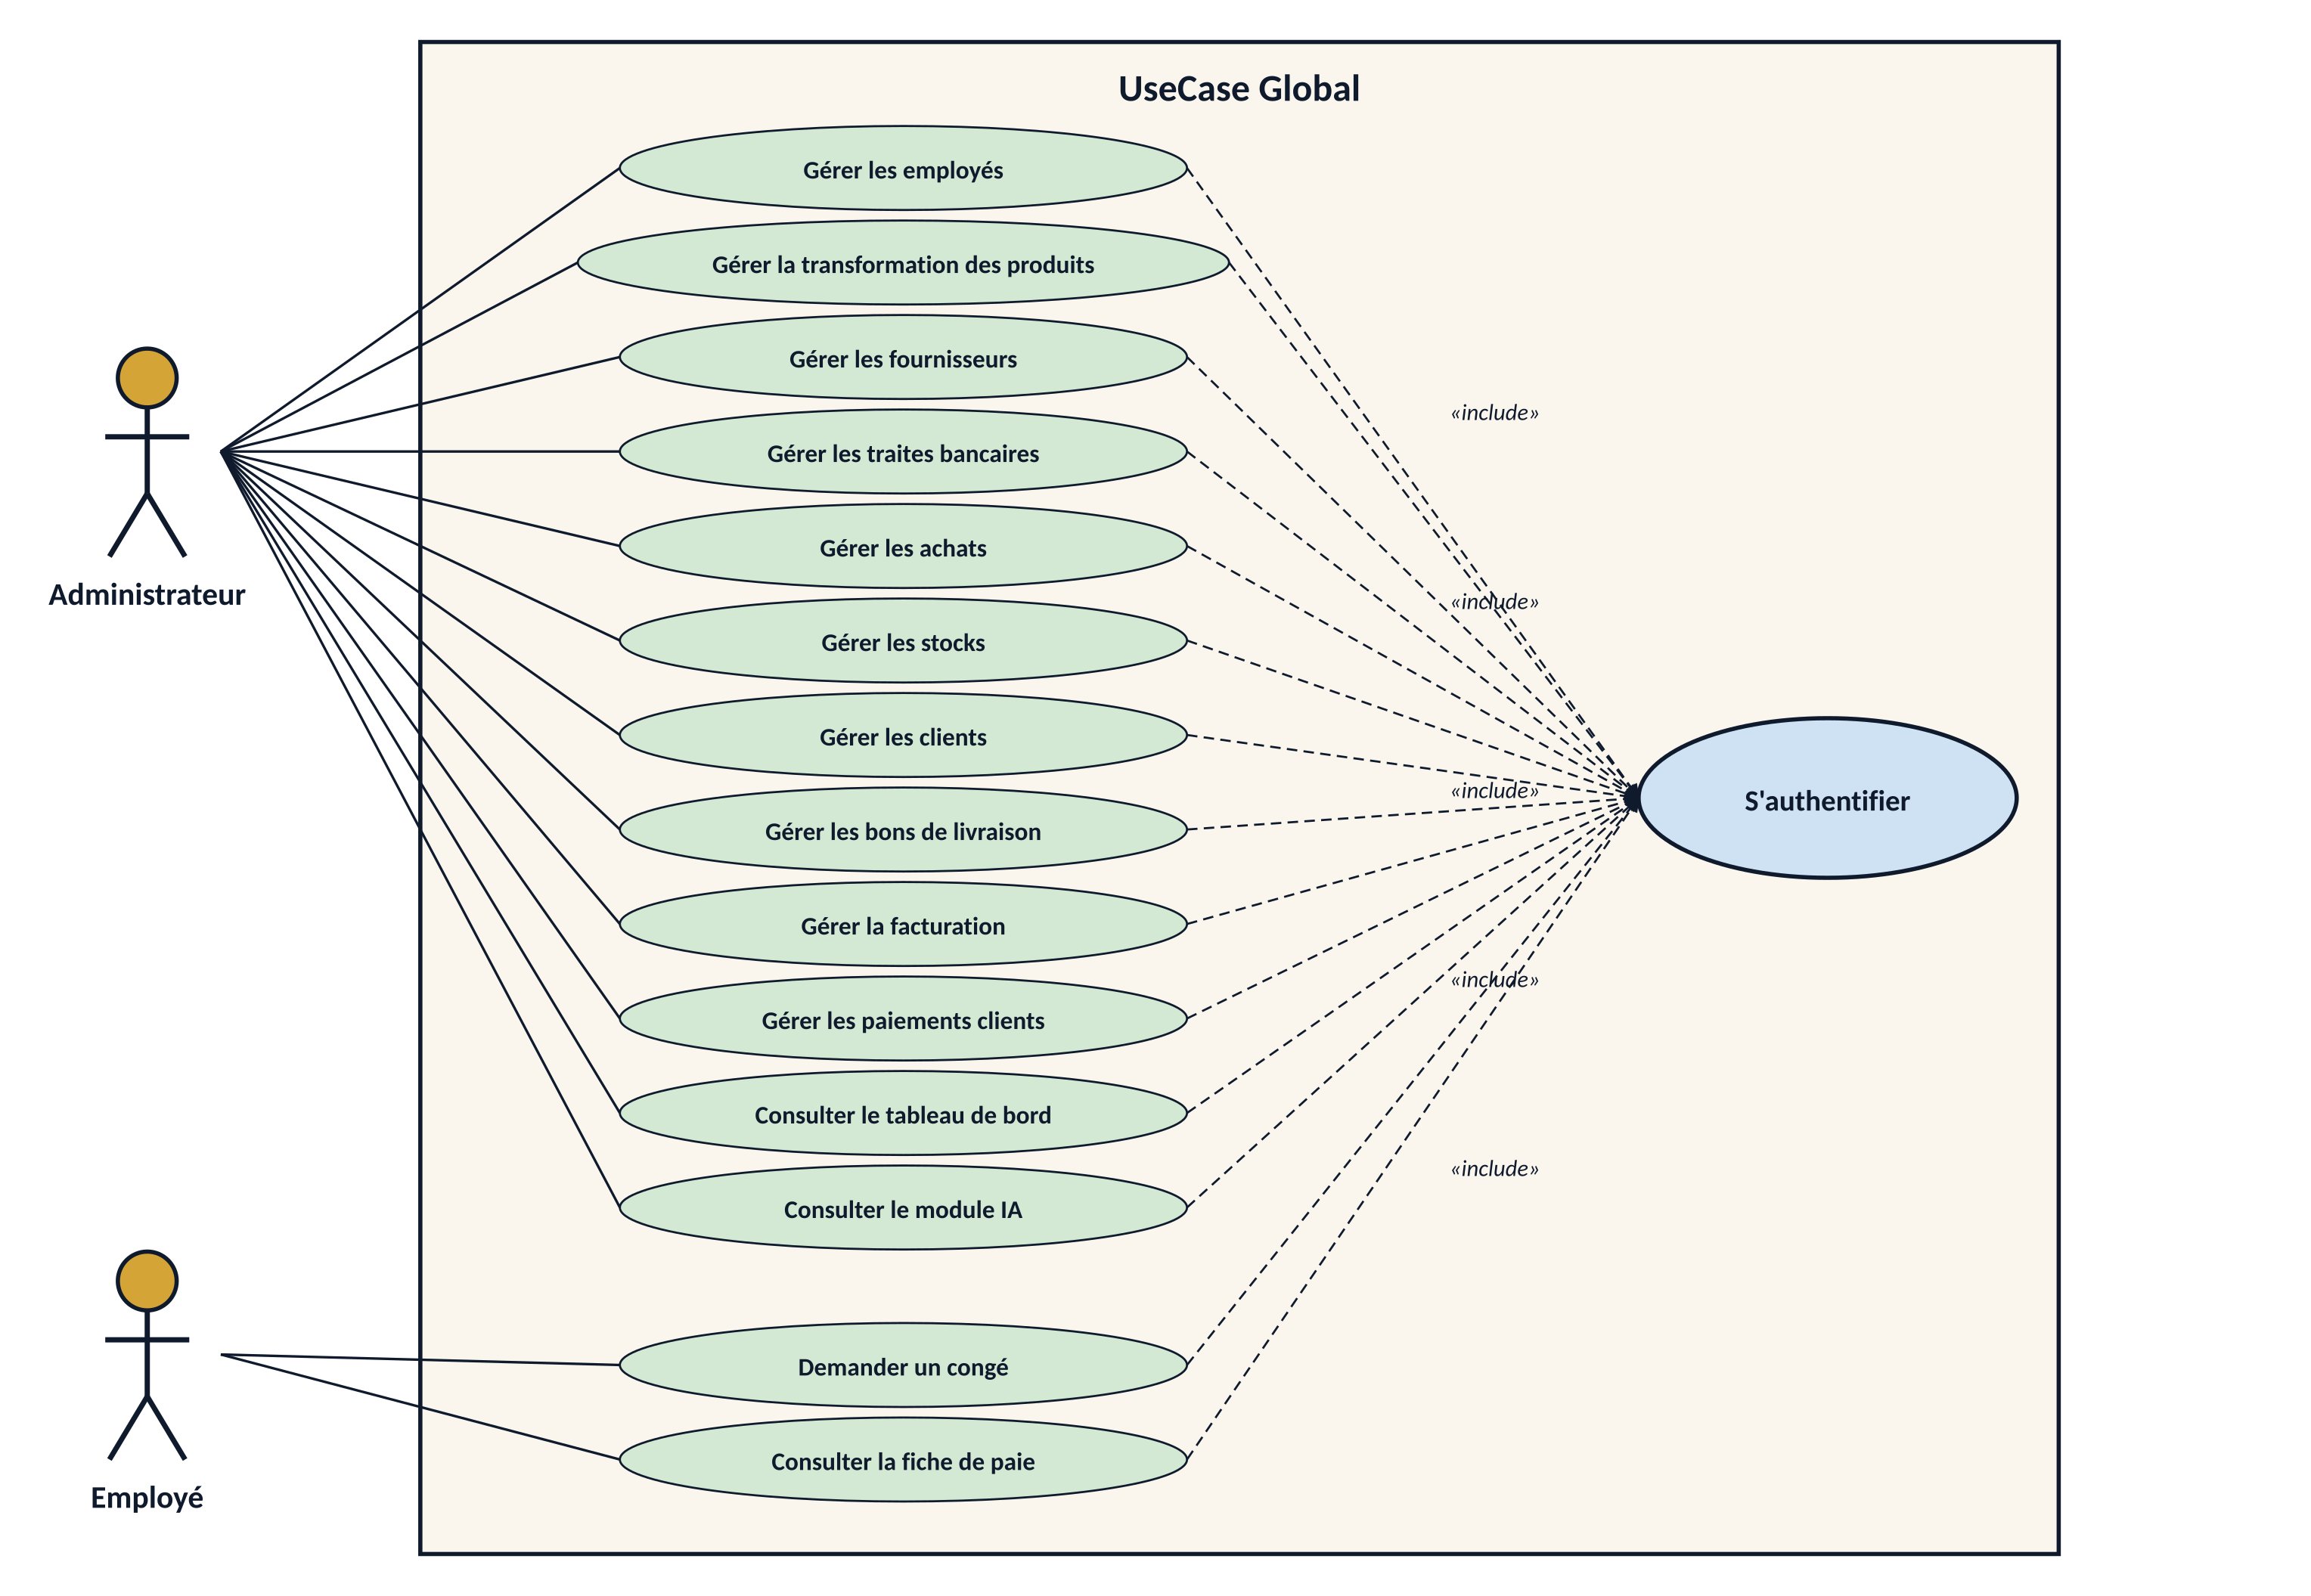 UseCase Global
Gérer les employés
Gérer la transformation des produits
Gérer les fournisseurs
«include»
Gérer les traites bancaires
Gérer les achats
Administrateur
«include»
Gérer les stocks
Gérer les clients
«include»
S'authentifier
Gérer les bons de livraison
Gérer la facturation
«include»
Gérer les paiements clients
Consulter le tableau de bord
«include»
Consulter le module IA
Demander un congé
Consulter la fiche de paie
Employé